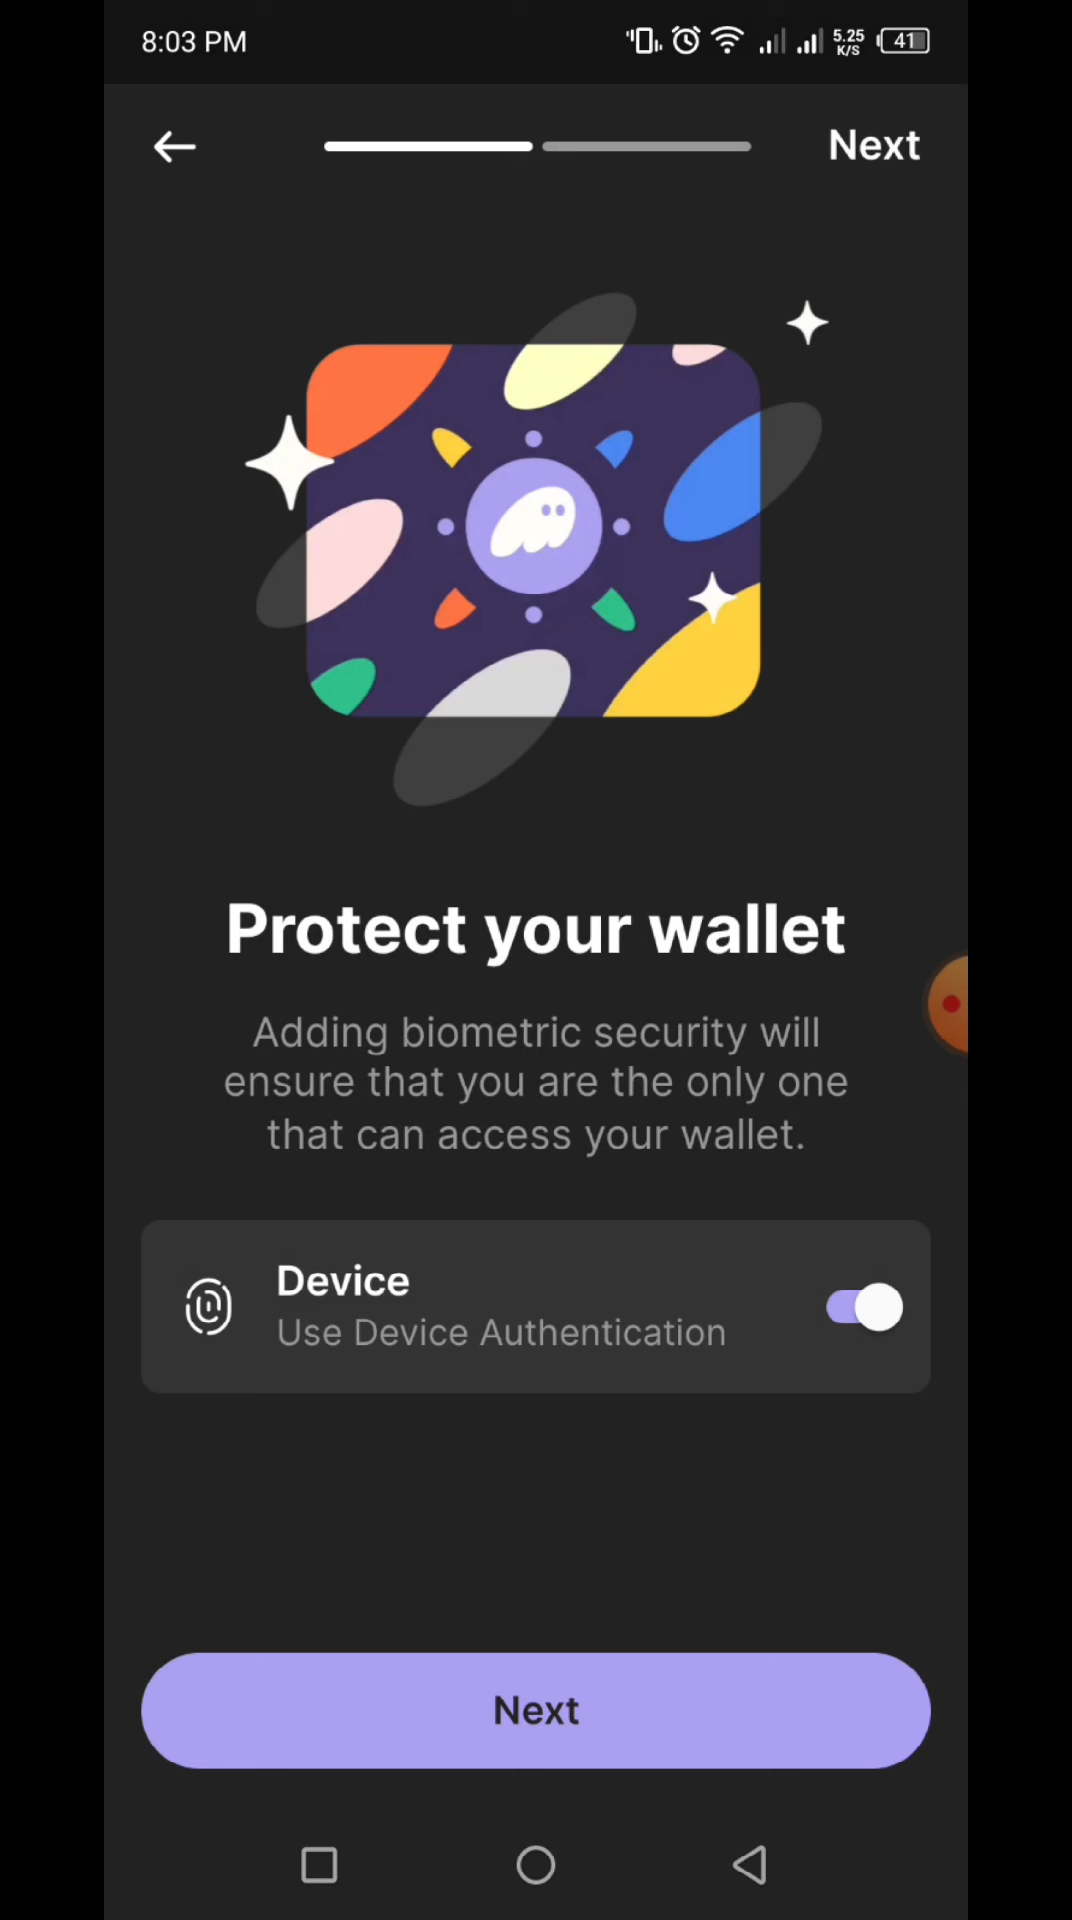 8:03 PM
5.25
K/S
41
Next
Protect your wallet
Adding biometric security will
ensure that you are the only one
that can access your wallet.
Device
Use Device Authentication
Next